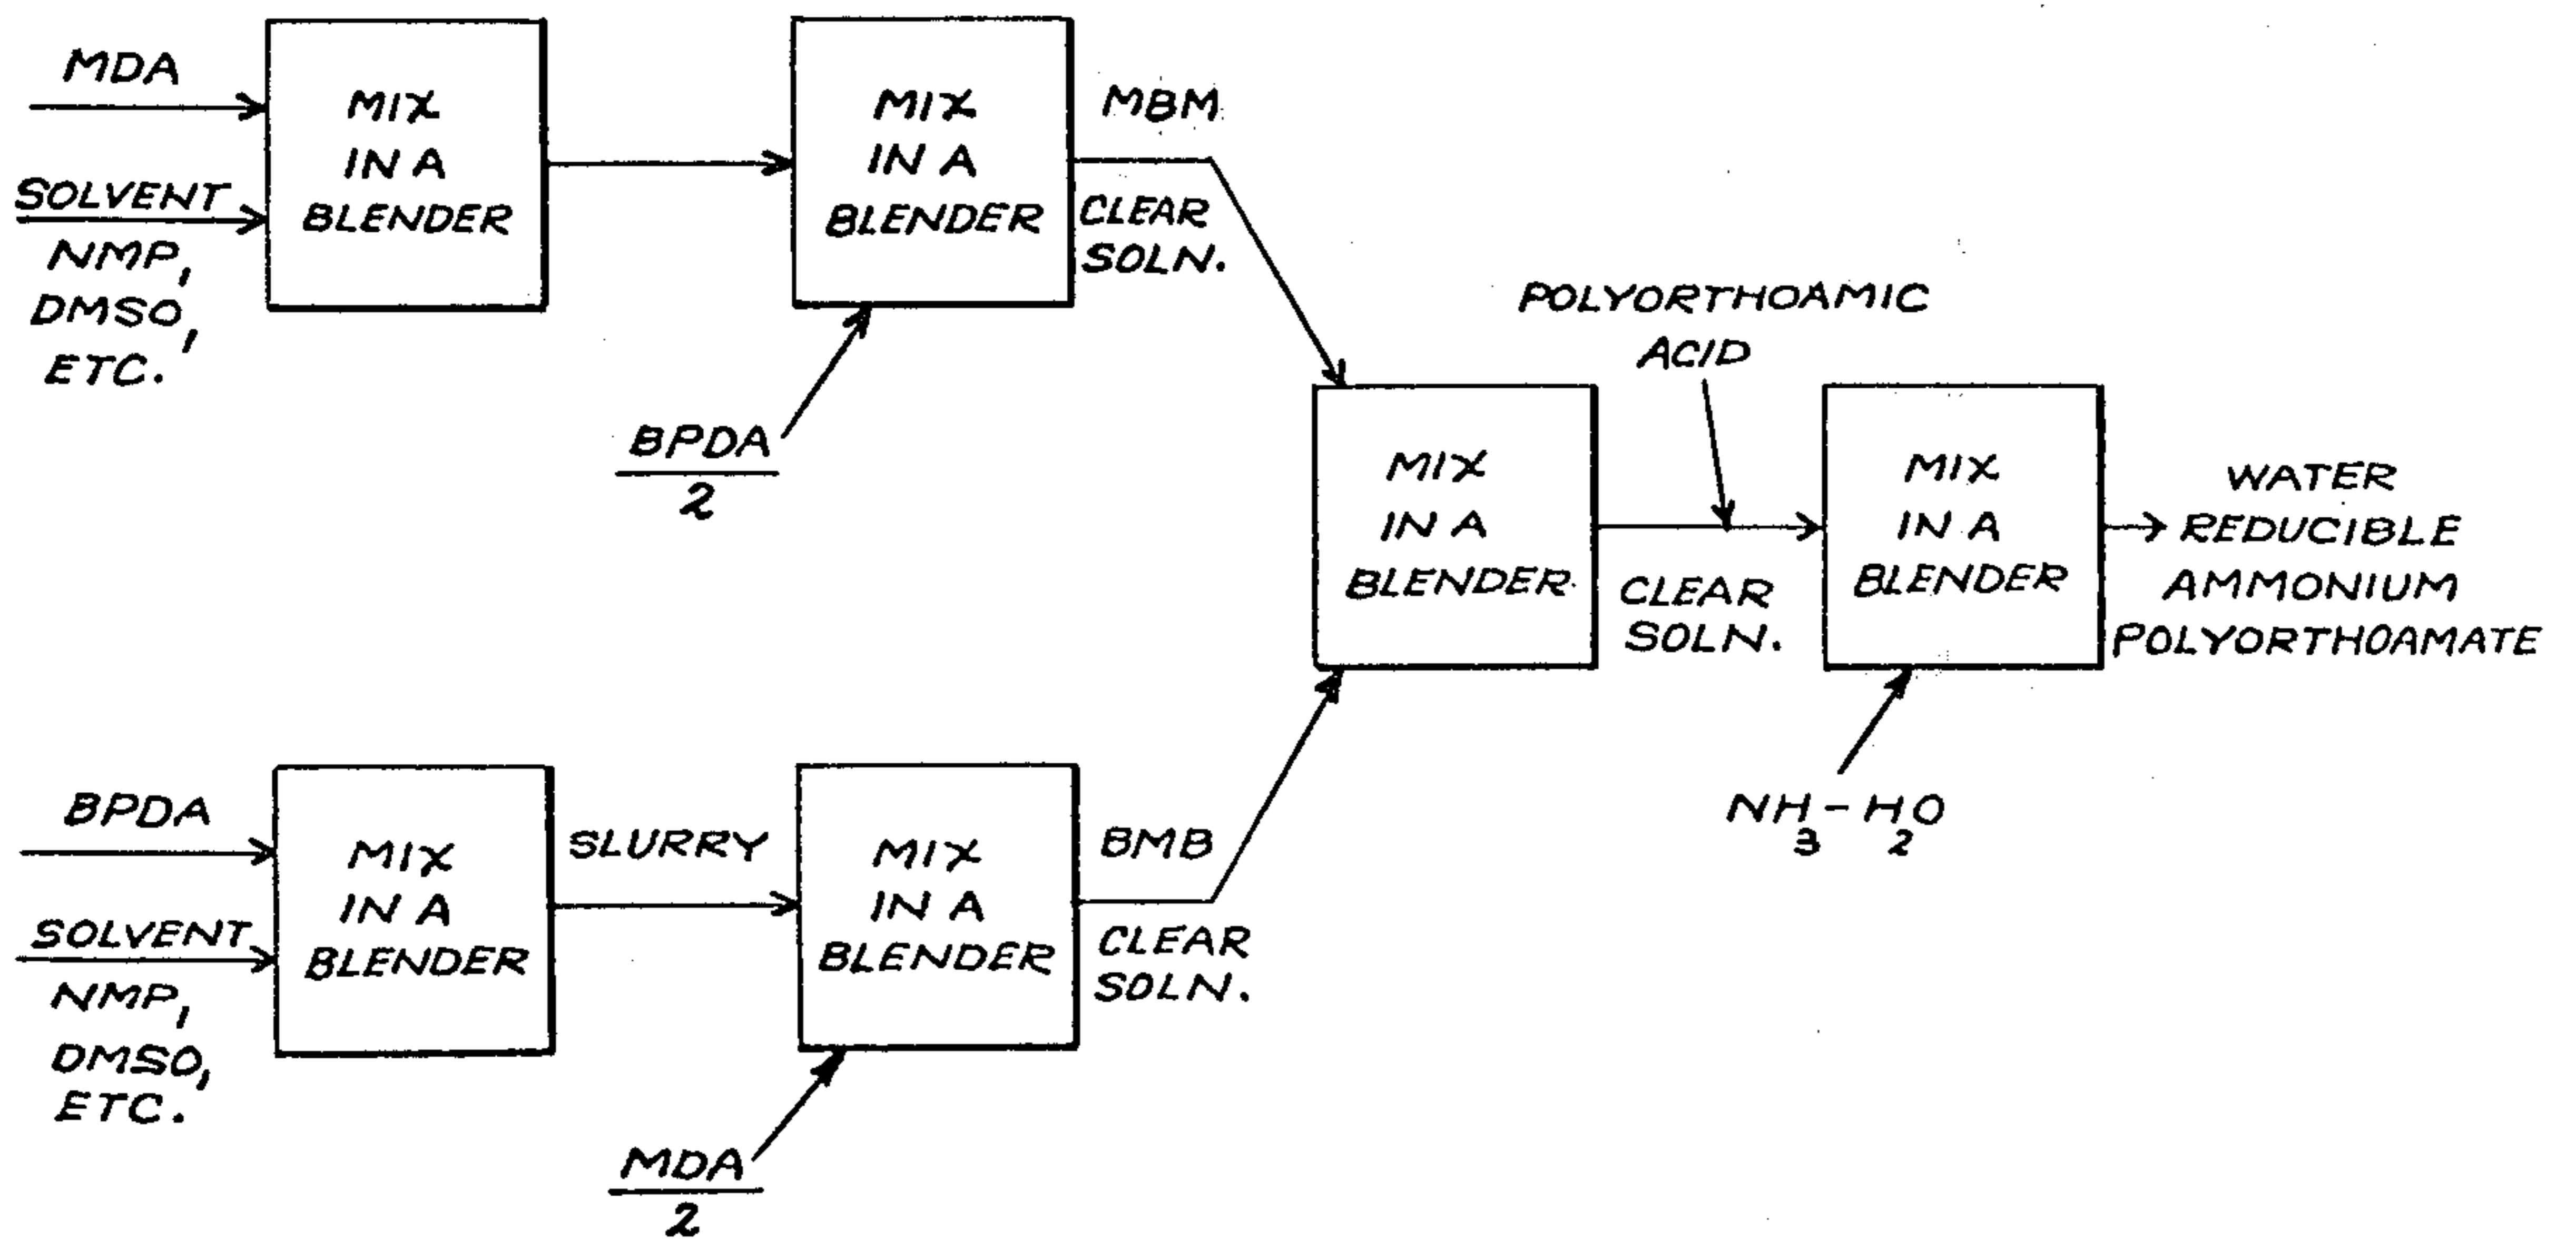 MDA
SOLVENT
NMP,
DMSO,
ETC.
MIX
IN A
BLENDER
MIX
IN A
BLENDER
BPDA
2
MBM
CLEAR
SOLN.
BPDA
SOLVENT
NMP,
DMSO,
ETC.
MIX
IN A
BLENDER
SLURRY
MIX
IN A
BLENDER
MDA
2
BMB
CLEAR
SOLN.
MIX
IN A
BLENDER
POLYORTHOAMIC
ACID
CLEAR
SOLN.
MIX
IN A
BLENDER
NH3-H2O
WATER
REDUCIBLE
AMMONIUM
POLYORTHOAMATE